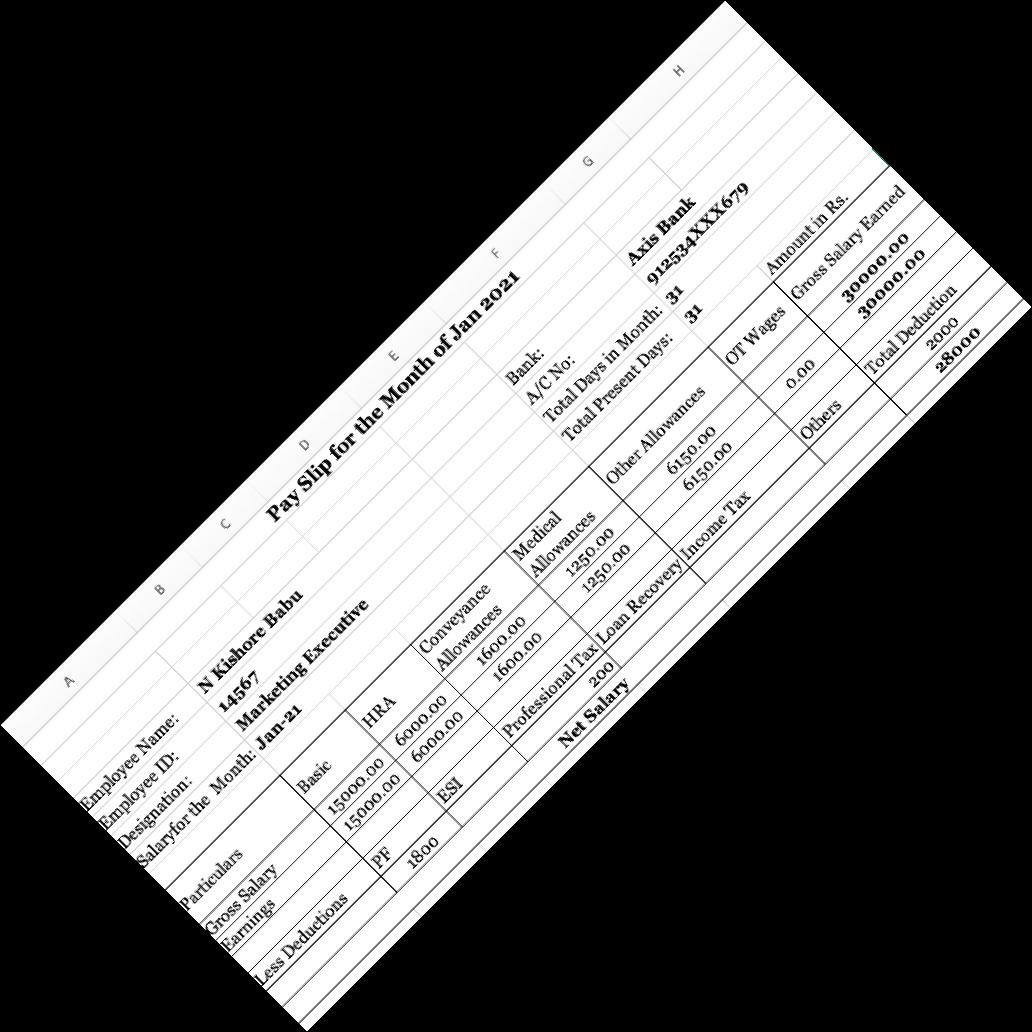 A B C D E F G H
Pay Slip for the Month of Jan 2021
Employee Name: N Kishore Babu Bank: Axis Bank
Employee ID: 14567 A/C No: 912534XXX679
Designation: Marketing Executive Total Days in Month: 31
Salaryfor the Month: Jan-21 Total Present Days: 31
Amount in Rs.
Particulars Basic HRA Conveyance Allowances Medical Allowances Other Allowances OT Wages Gross Salary Earned
Gross Salary 15000.00 6000.00 1600.00 1250.00 6150.00 30000.00
Earnings 15000.00 6000.00 1600.00 1250.00 6150.00 0.00 30000.00
Less Deductions PF ESI Professional Tax Loan Recovery Income Tax Others Total Deduction
1800 200 2000
Net Salary 28000